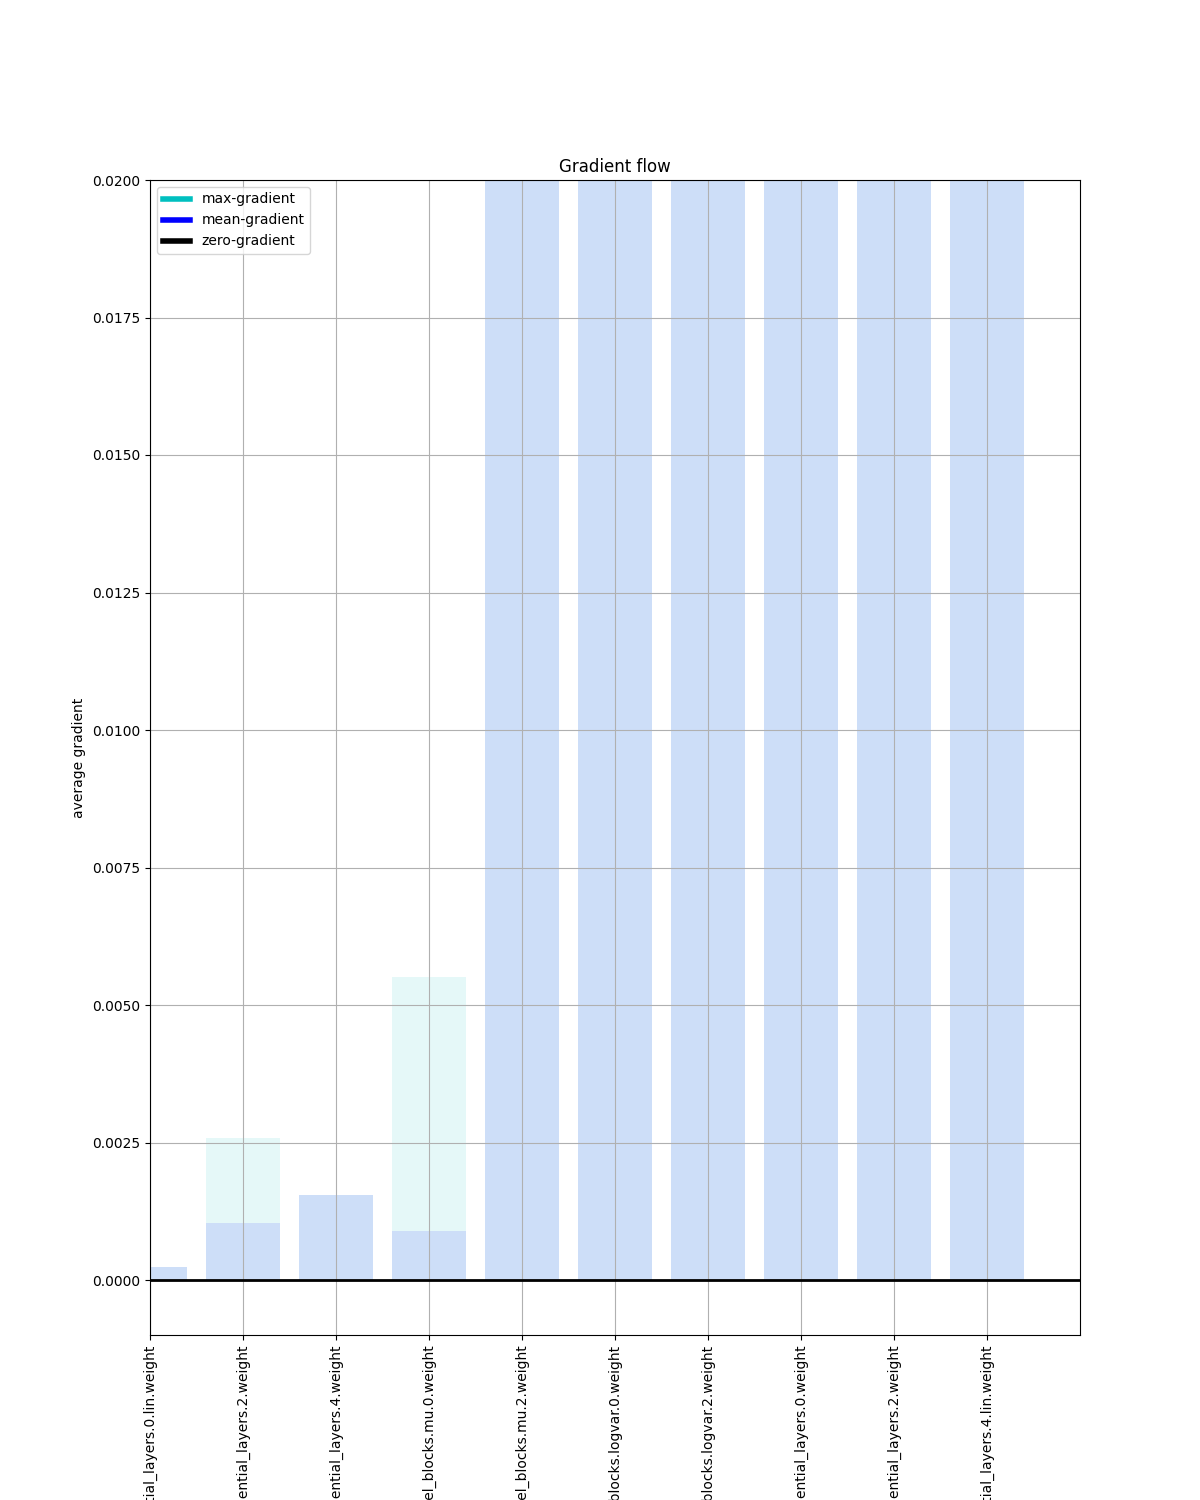 Gradient flow
max-gradient
mean-gradient
zero-gradient
0.0200
0.0175
0.0150
0.0125
0.0100
0.0075
0.0050
0.0025
0.0000
average gradient
tial_layers.0.lin.weight
ential_layers.2.weight
ential_layers.4.weight
el_blocks.mu.0.weight
el_blocks.mu.2.weight
blocks.logvar.0.weight
blocks.logvar.2.weight
ential_layers.0.weight
ential_layers.2.weight
tial_layers.4.lin.weight